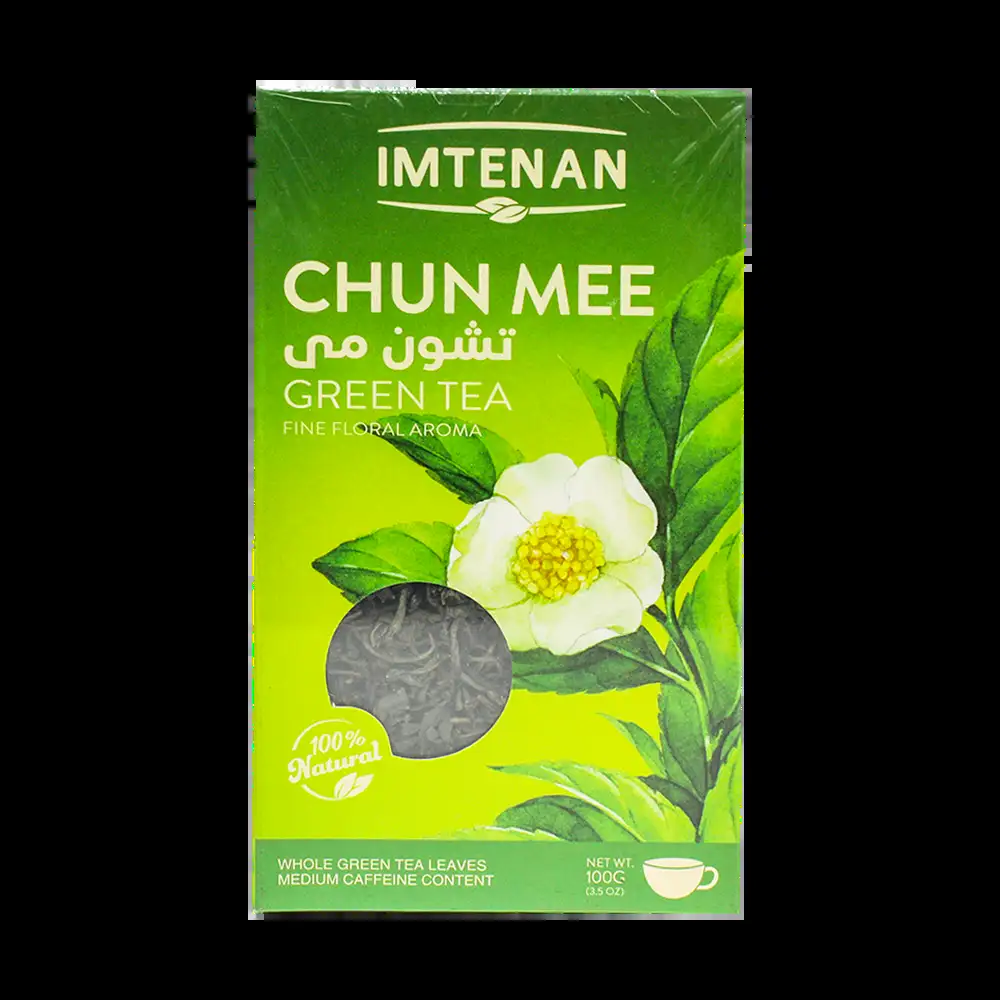 IMTENAN
CHUN MEE
تشون مى
GREEN TEA
FINE FLORAL AROMA
100%
Natural
WHOLE GREEN TEA LEAVES
MEDIUM CAFFEINE CONTENT
NET WT.
100G
(3.5 OZ)